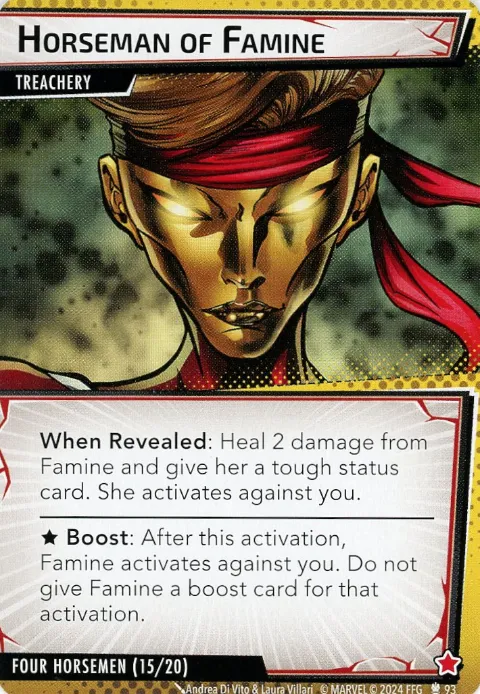 HORSEMAN OF FAMINE
TREACHERY
When Revealed: Heal 2 damage from
Famine and give her a tough status
card. She activates against you.
★ Boost: After this activation,
Famine activates against you. Do not
give Famine a boost card for that
activation.
FOUR HORSEMEN (15/20)
Andrea Di Vito & Laura Villari © MARVEL © 2024 FFG 93